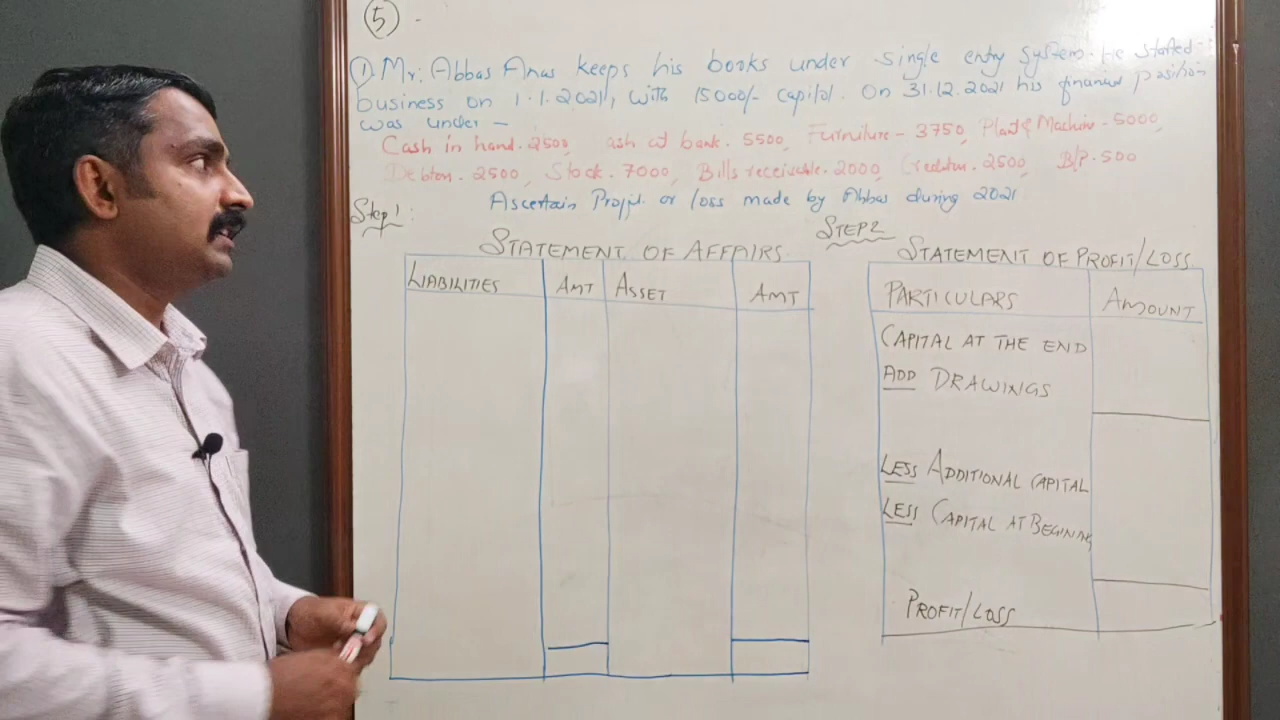 5
① Mr: Abbas Anas keeps his books under single entry system. He started
business on 1.1.2021, with 15000/- capital. On 31.12.2021 his financial position
was under -
Cash in hand. 2500, ash at bank. 5500, Furniture - 3750, Plant & Machin. - 5000,
Debtors. 2500, Stock. 7000, Bills receivable. 2000, Creditors. 2500, B/P. 500
Ascertain Profit or loss made by Abbas during 2021
Step 1:
STATEMENT OF AFFAIRS
LIABILITIES AMT ASSET AMT
STEP 2
STATEMENT OF PROFIT/LOSS
PARTICULARS AMOUNT
CAPITAL AT THE END
ADD DRAWINGS
LESS ADDITIONAL CAPITAL
LESS CAPITAL AT BEGINING
PROFIT/LOSS